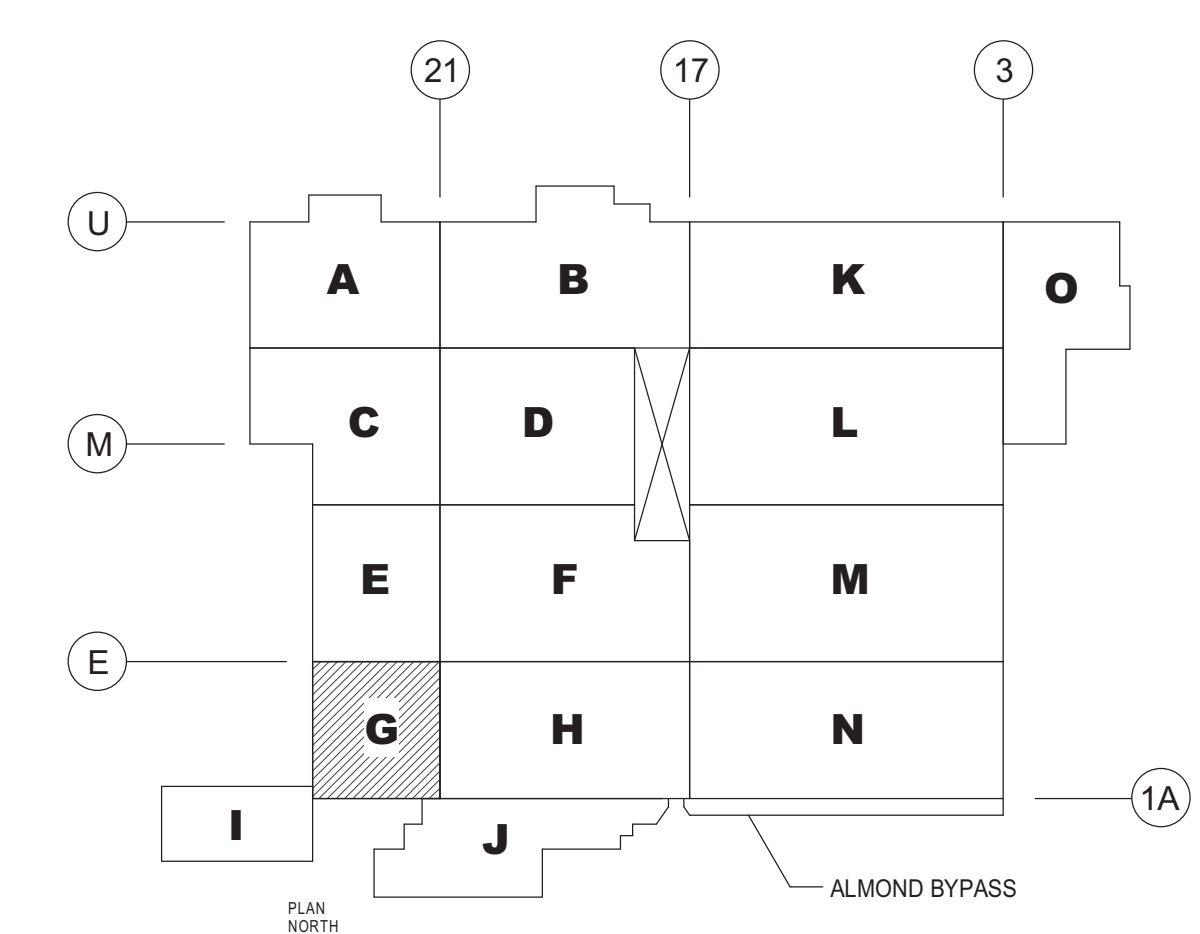 21 17 3
U
A B K O
M
C D L
E F M
E
G H N
1A
I J
ALMOND BYPASS
PLAN
NORTH